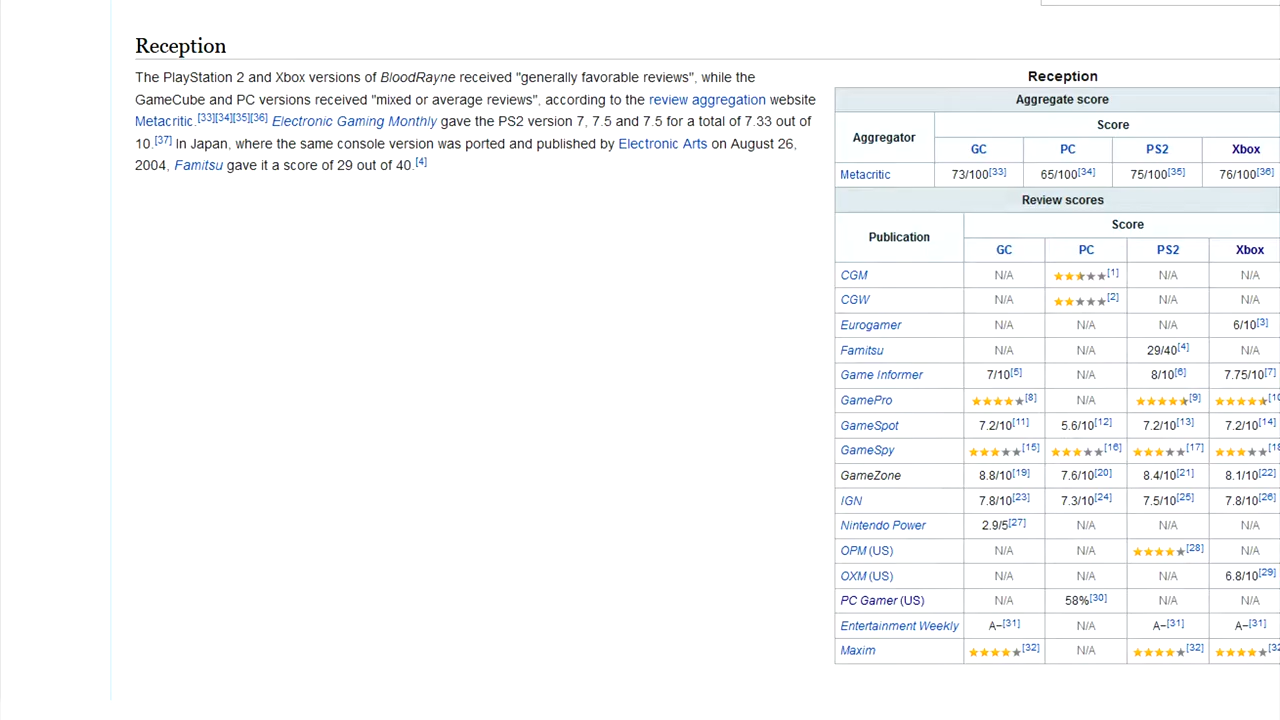 Reception
The PlayStation 2 and Xbox versions of BloodRayne received "generally favorable reviews", while the
GameCube and PC versions received "mixed or average reviews", according to the review aggregation website
Metacritic.[33][34][35][36] Electronic Gaming Monthly gave the PS2 version 7, 7.5 and 7.5 for a total of 7.33 out of
10.[37] In Japan, where the same console version was ported and published by Electronic Arts on August 26,
2004, Famitsu gave it a score of 29 out of 40.[4]
Reception
Aggregate score
Aggregator Score
GC PC PS2 Xbox
Metacritic 73/100[33] 65/100[34] 75/100[35] 76/100[36]
Review scores
Publication Score
GC PC PS2 Xbox
CGM N/A ★★★★★[1] N/A N/A
CGW N/A ★★★★★[2] N/A N/A
Eurogamer N/A N/A N/A 6/10[3]
Famitsu N/A N/A 29/40[4] N/A
Game Informer 7/10[5] N/A 8/10[6] 7.75/10[7]
GamePro ★★★★★[8] N/A ★★★★★[9] ★★★★★[10
GameSpot 7.2/10[11] 5.6/10[12] 7.2/10[13] 7.2/10[14]
GameSpy ★★★★★[15] ★★★★★[16] ★★★★★[17] ★★★★★[18
GameZone 8.8/10[19] 7.6/10[20] 8.4/10[21] 8.1/10[22]
IGN 7.8/10[23] 7.3/10[24] 7.5/10[25] 7.8/10[26]
Nintendo Power 2.9/5[27] N/A N/A N/A
OPM (US) N/A N/A ★★★★★[28] N/A
OXM (US) N/A N/A N/A 6.8/10[29]
PC Gamer (US) N/A 58%[30] N/A N/A
Entertainment Weekly A−[31] N/A A−[31] A−[31]
Maxim ★★★★★[32] N/A ★★★★★[32] ★★★★★[32